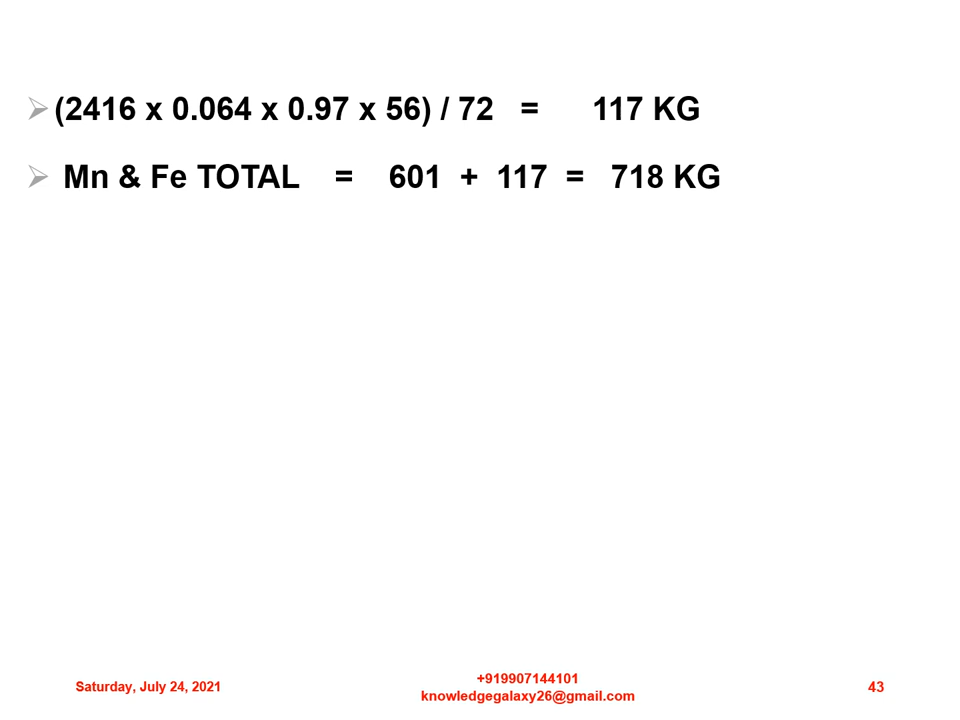 (2416 x 0.064 x 0.97 x 56) / 72 = 117 KG
Mn & Fe TOTAL = 601 + 117 = 718 KG
Saturday, July 24, 2021
+919907144101
knowledgegalaxy26@gmail.com
43